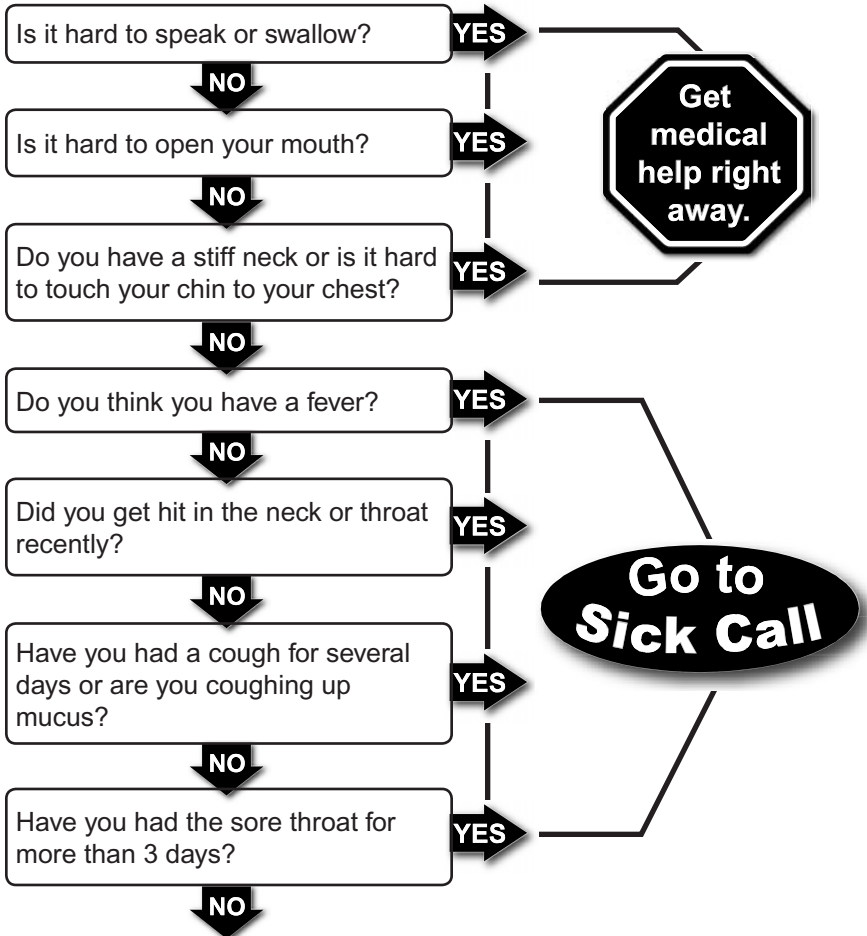 Is it hard to speak or swallow?
YES
NO
Get
medical
help right
away.
Is it hard to open your mouth?
YES
NO
Do you have a stiff neck or is it hard
to touch your chin to your chest?
YES
NO
Do you think you have a fever?
YES
NO
Did you get hit in the neck or throat
recently?
YES
NO
Go to
Sick Call
Have you had a cough for several
days or are you coughing up
mucus?
YES
NO
Have you had the sore throat for
more than 3 days?
YES
NO